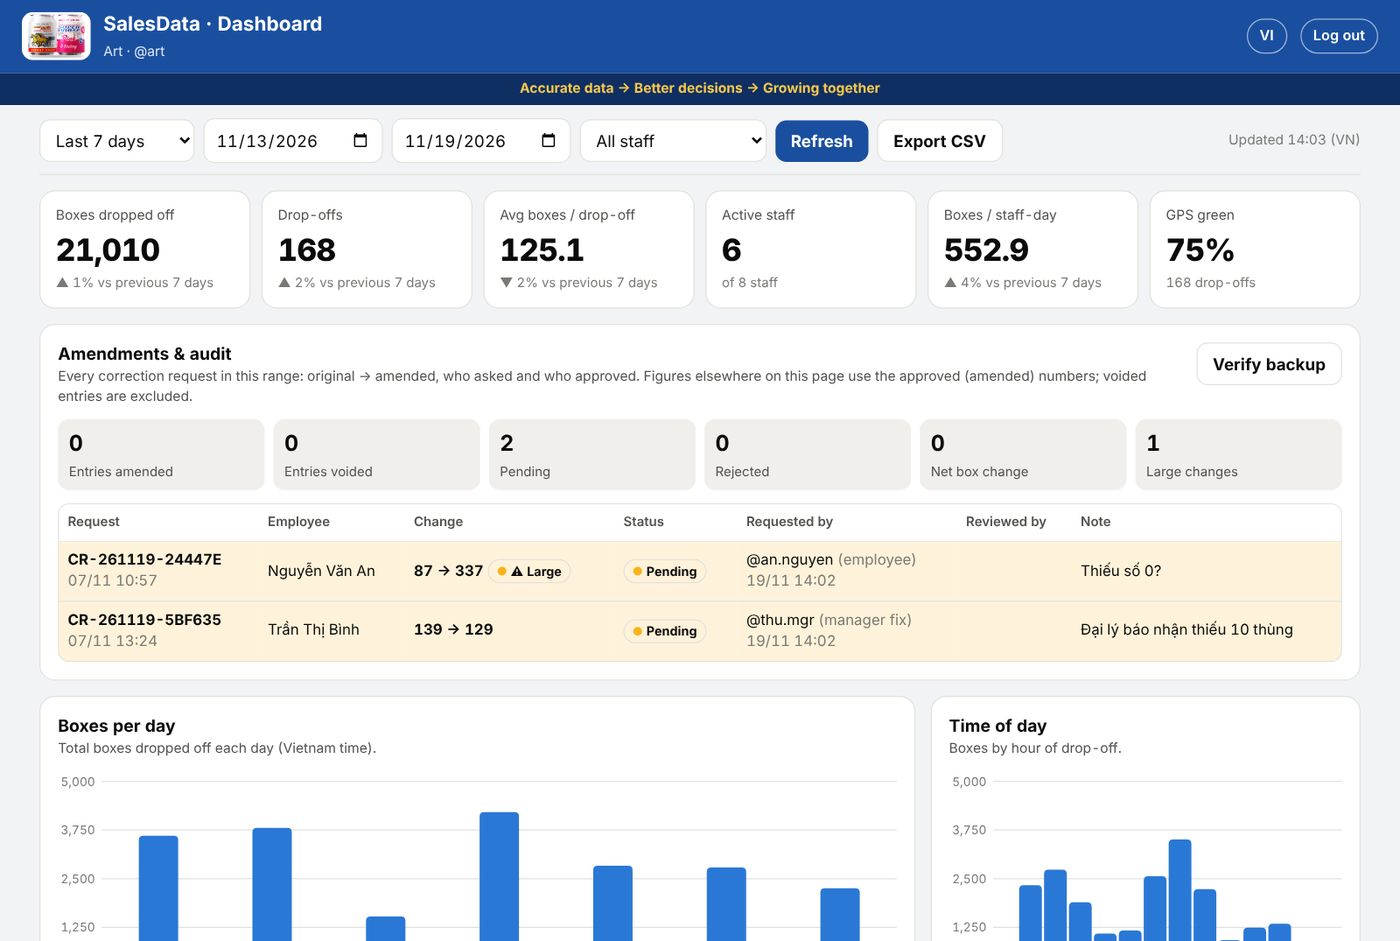 SalesData · Dashboard
Art · @art
VI
Log out
Accurate data → Better decisions → Growing together
Last 7 days
11/13/2026
11/19/2026
All staff
Refresh
Export CSV
Updated 14:03 (VN)
Boxes dropped off
21,010
▲ 1% vs previous 7 days
Drop-offs
168
▲ 2% vs previous 7 days
Avg boxes / drop-off
125.1
▼ 2% vs previous 7 days
Active staff
6
of 8 staff
Boxes / staff-day
552.9
▲ 4% vs previous 7 days
GPS green
75%
168 drop-offs
Amendments & audit
Every correction request in this range: original → amended, who asked and who approved. Figures elsewhere on this page use the approved (amended) numbers; voided
entries are excluded.
Verify backup
0
Entries amended
0
Entries voided
2
Pending
0
Rejected
0
Net box change
1
Large changes
Request Employee Change Status Requested by Reviewed by Note
CR-261119-24447E
07/11 10:57
Nguyễn Văn An
87 → 337 ⚠ Large
Pending
@an.nguyen (employee)
19/11 14:02
Thiếu số 0?
CR-261119-5BF635
07/11 13:24
Trần Thị Bình
139 → 129
Pending
@thu.mgr (manager fix)
19/11 14:02
Đại lý báo nhận thiếu 10 thùng
Boxes per day
Total boxes dropped off each day (Vietnam time).
5,000
3,750
2,500
1,250
Time of day
Boxes by hour of drop-off.
5,000
3,750
2,500
1,250